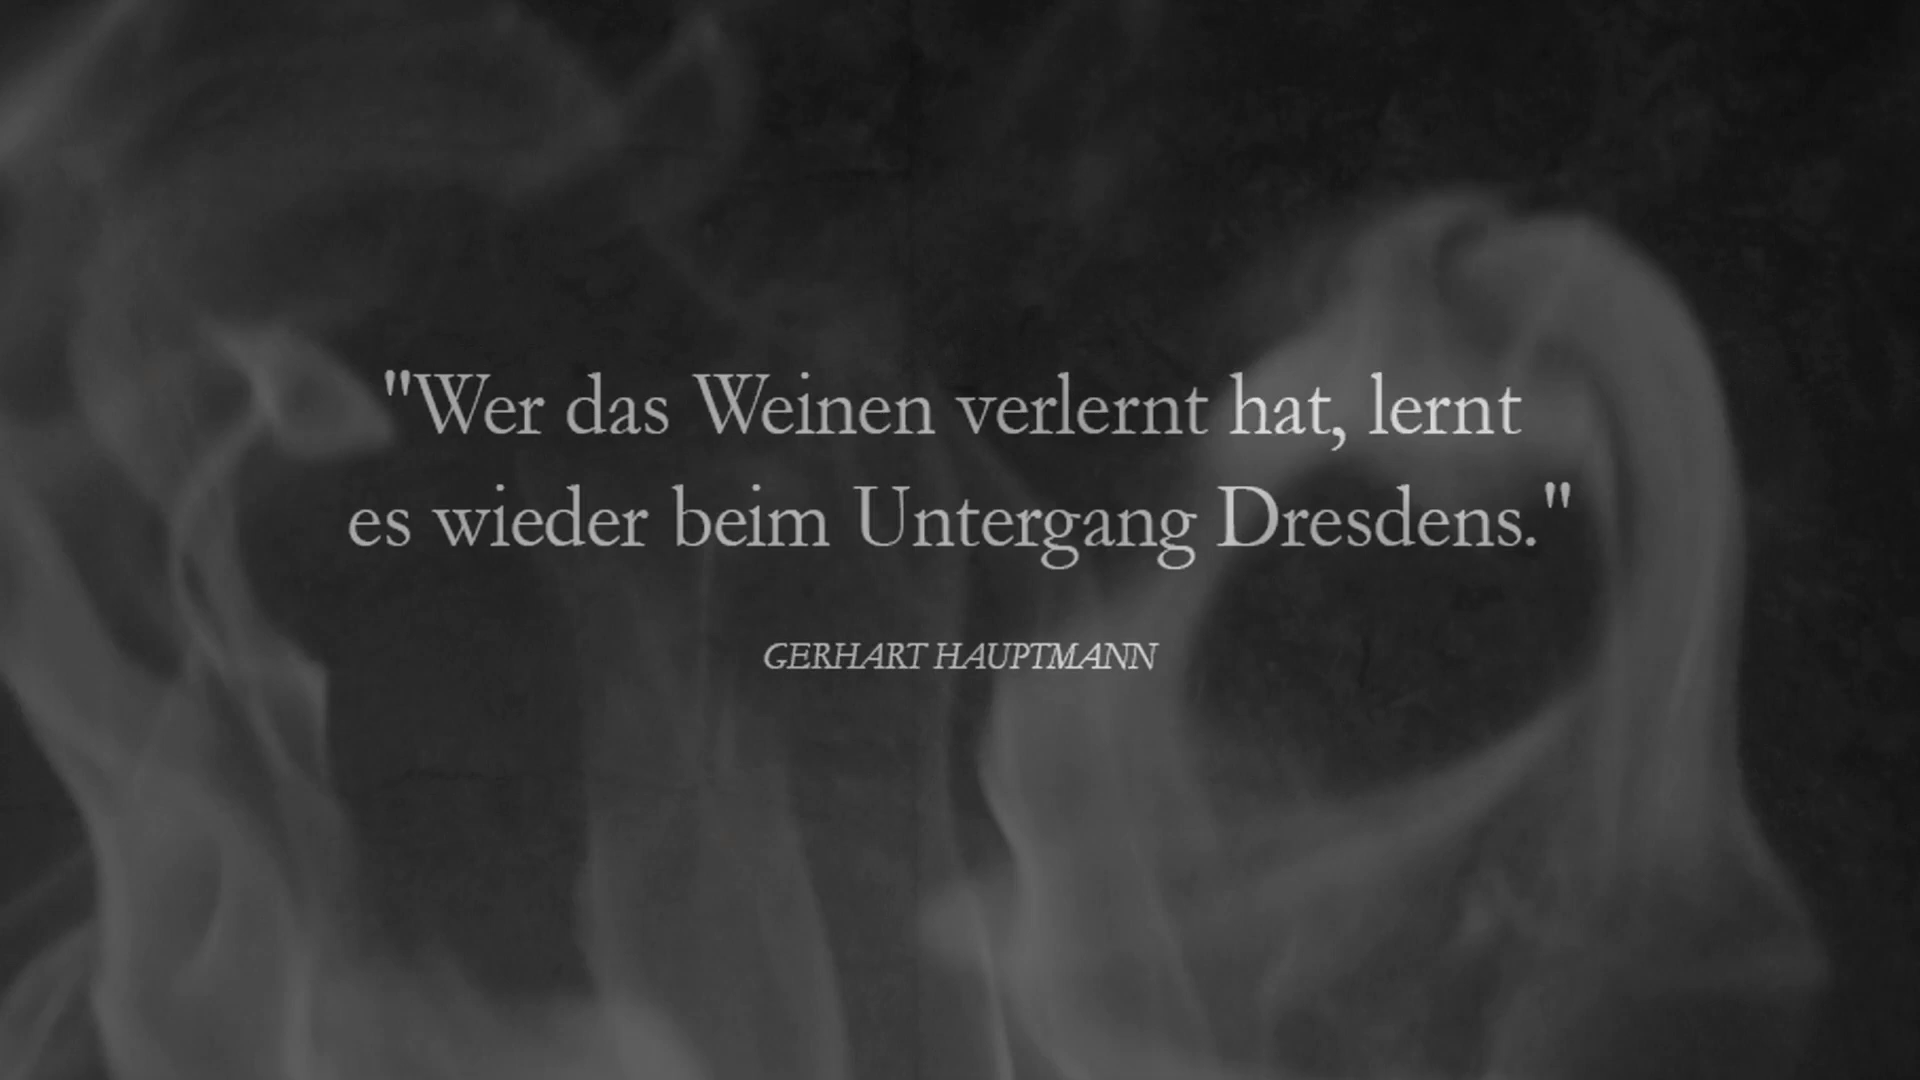 "Wer das Weinen verlernt hat, lernt
es wieder beim Untergang Dresdens."
GERHART HAUPTMANN